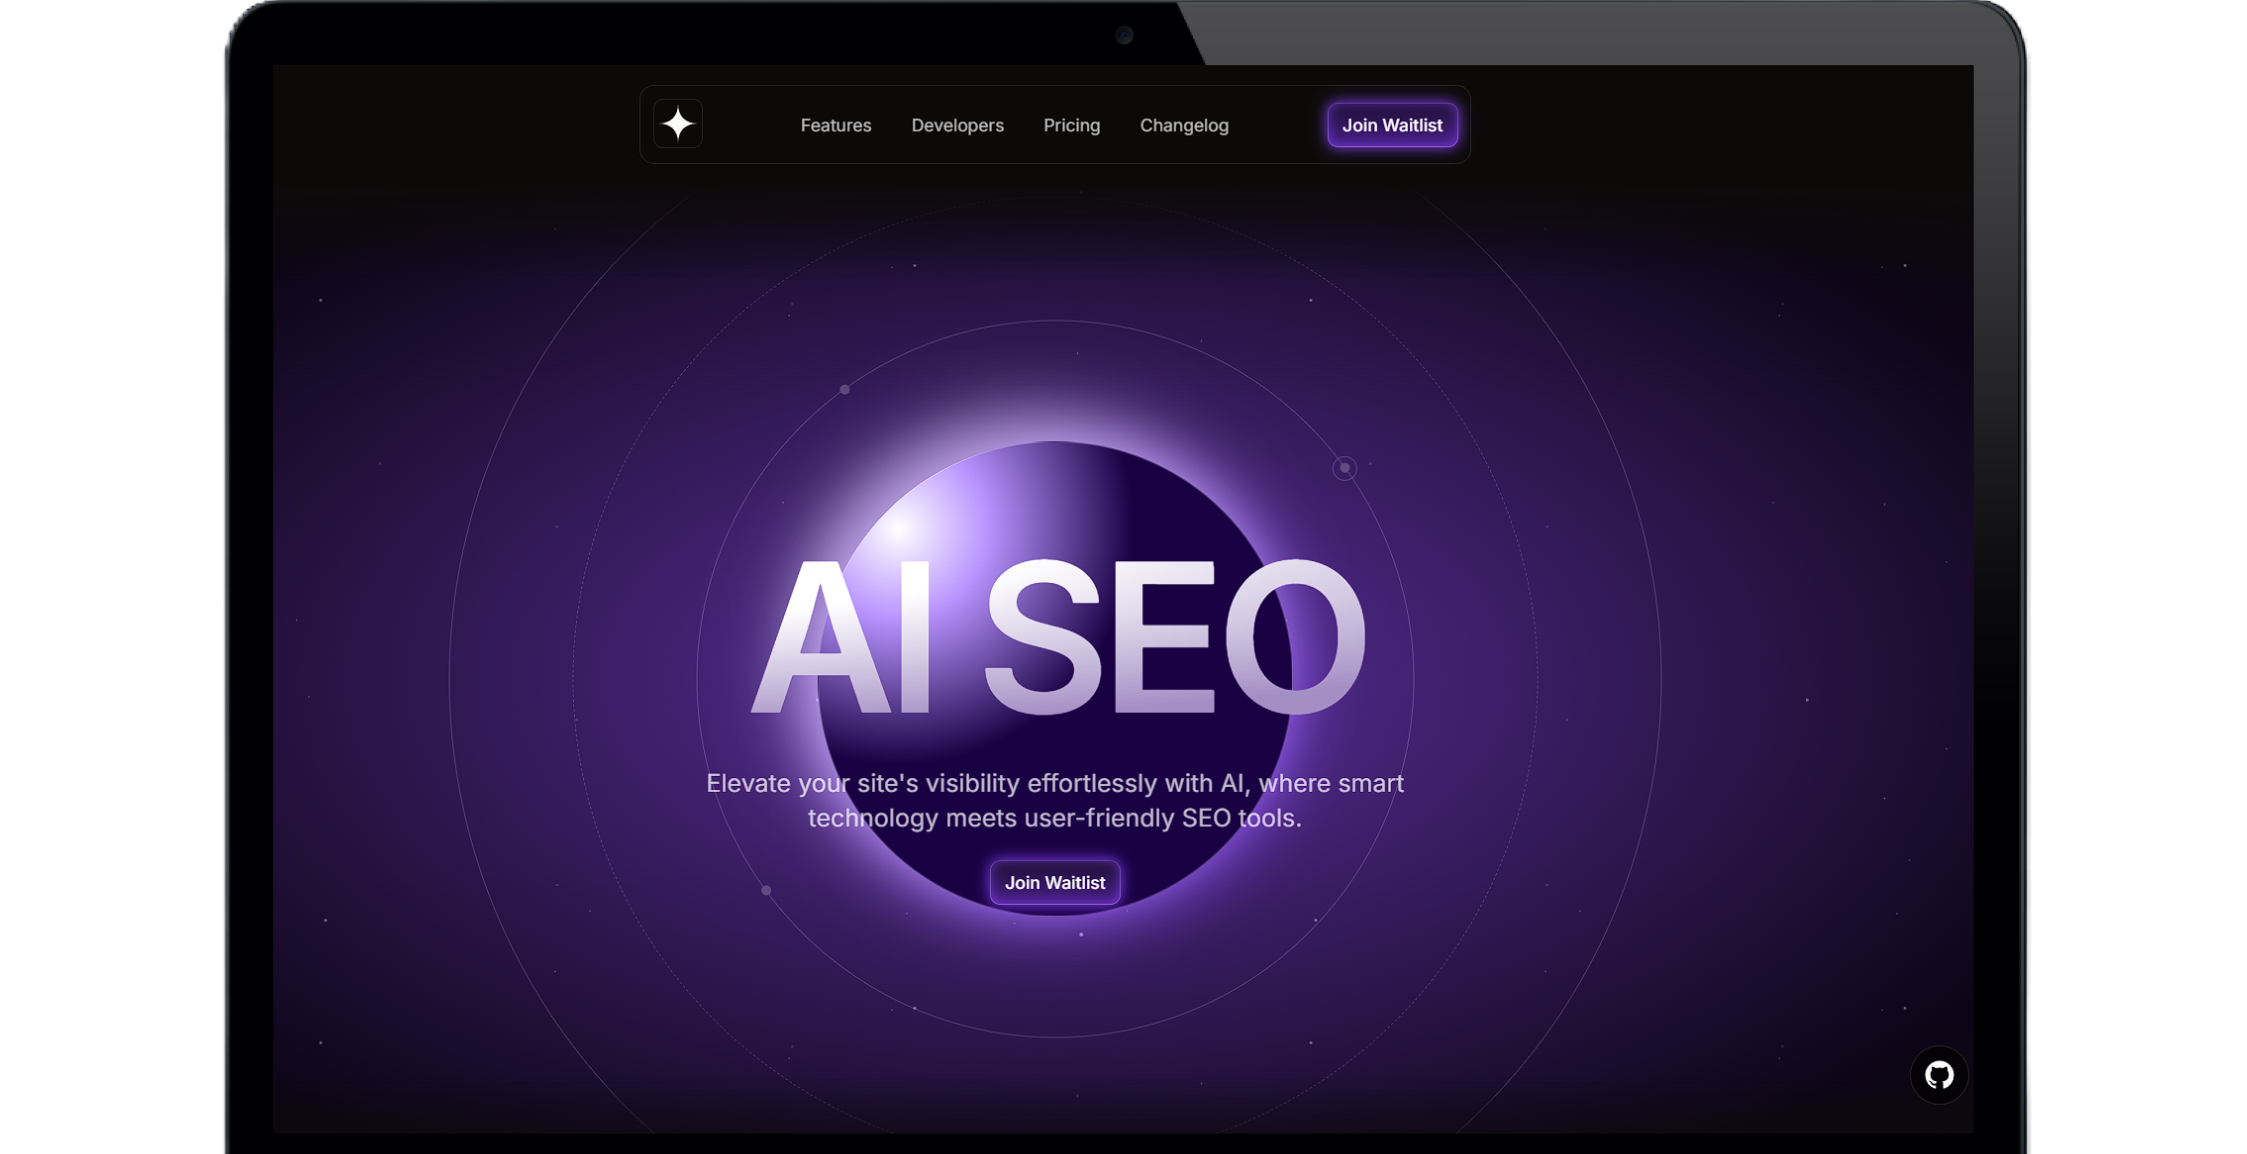 Features Developers Pricing Changelog Join Waitlist
AI SEO
Elevate your site's visibility effortlessly with AI, where smart
technology meets user-friendly SEO tools.
Join Waitlist